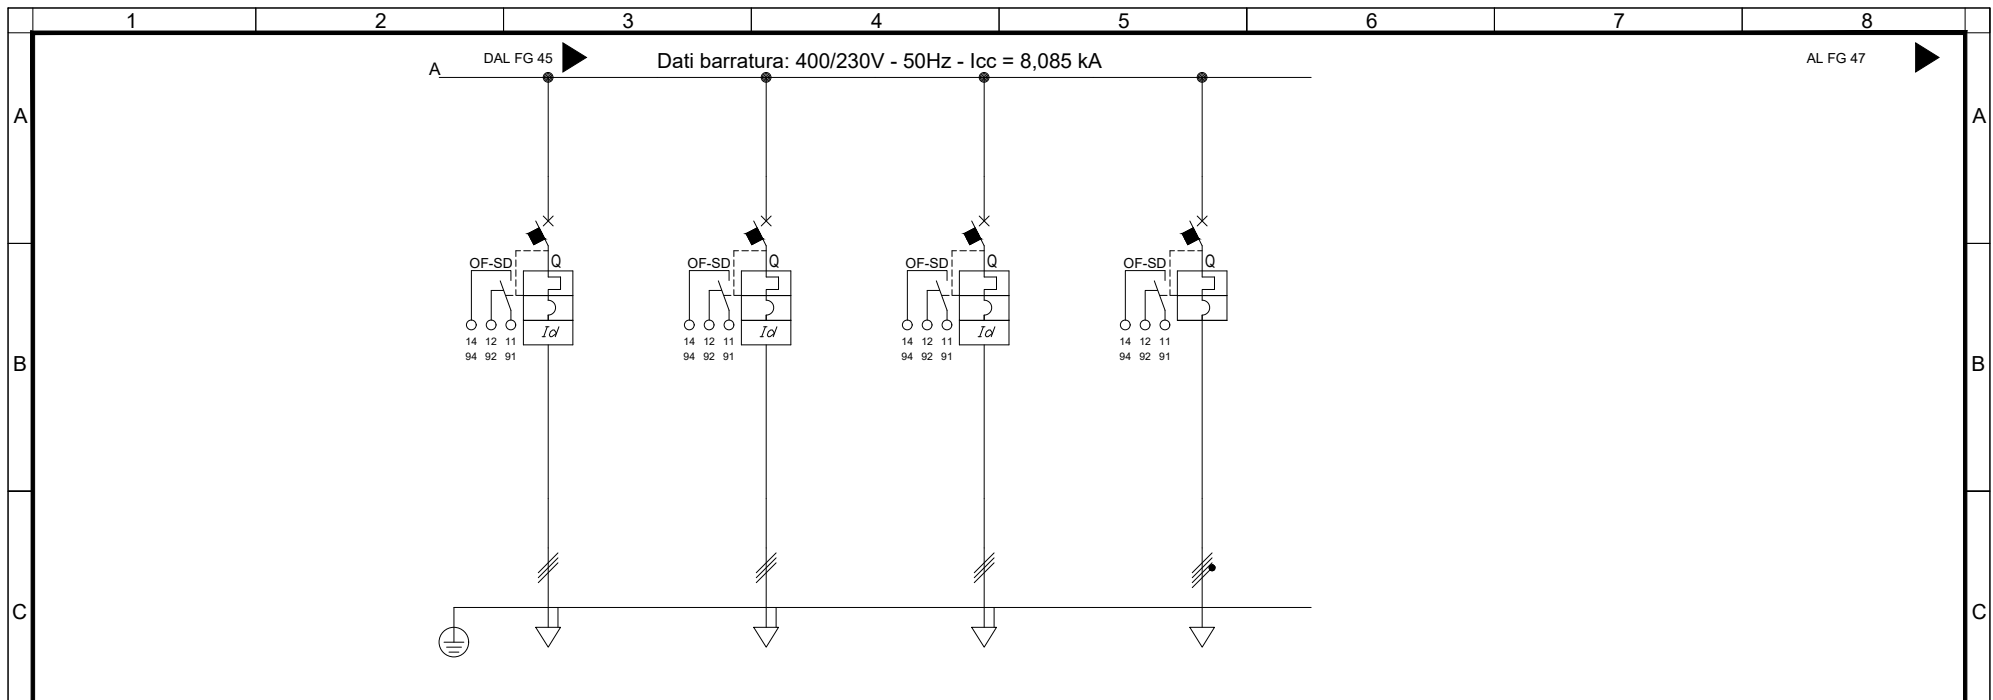 1 2 3 4 5 6 7 8
DAL FG 45 Dati barratura: 400/230V - 50Hz - Icc = 8,085 kA AL FG 47
A
A A
OF-SD Q OF-SD Q OF-SD Q OF-SD Q
Id Id Id
14 12 11 14 12 11 14 12 11 14 12 11
94 92 91 94 92 91 94 92 91 94 92 91
B B
C C